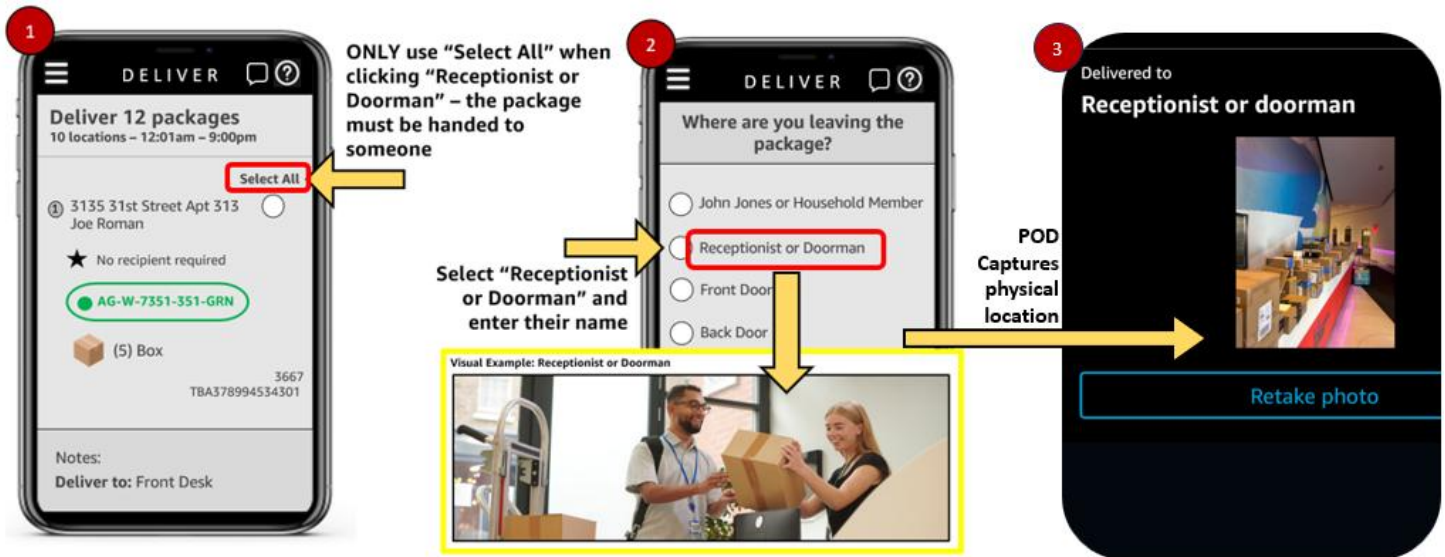 1
DELIVER
Deliver 12 packages
10 locations – 12:01am – 9:00pm
Select All
1 3135 31st Street Apt 313
Joe Roman
★ No recipient required
AG-W-7351-351-GRN
(5) Box
3667
TBA378994534301
Notes:
Deliver to: Front Desk
ONLY use “Select All” when
clicking “Receptionist or
Doorman” – the package
must be handed to
someone
2
DELIVER
Where are you leaving the
package?
John Jones or Household Member
Receptionist or Doorman
Front Door
Back Door
Select “Receptionist
or Doorman” and
enter their name
Visual Example: Receptionist or Doorman
POD
Captures
physical
location
3
Delivered to
Receptionist or doorman
Retake photo